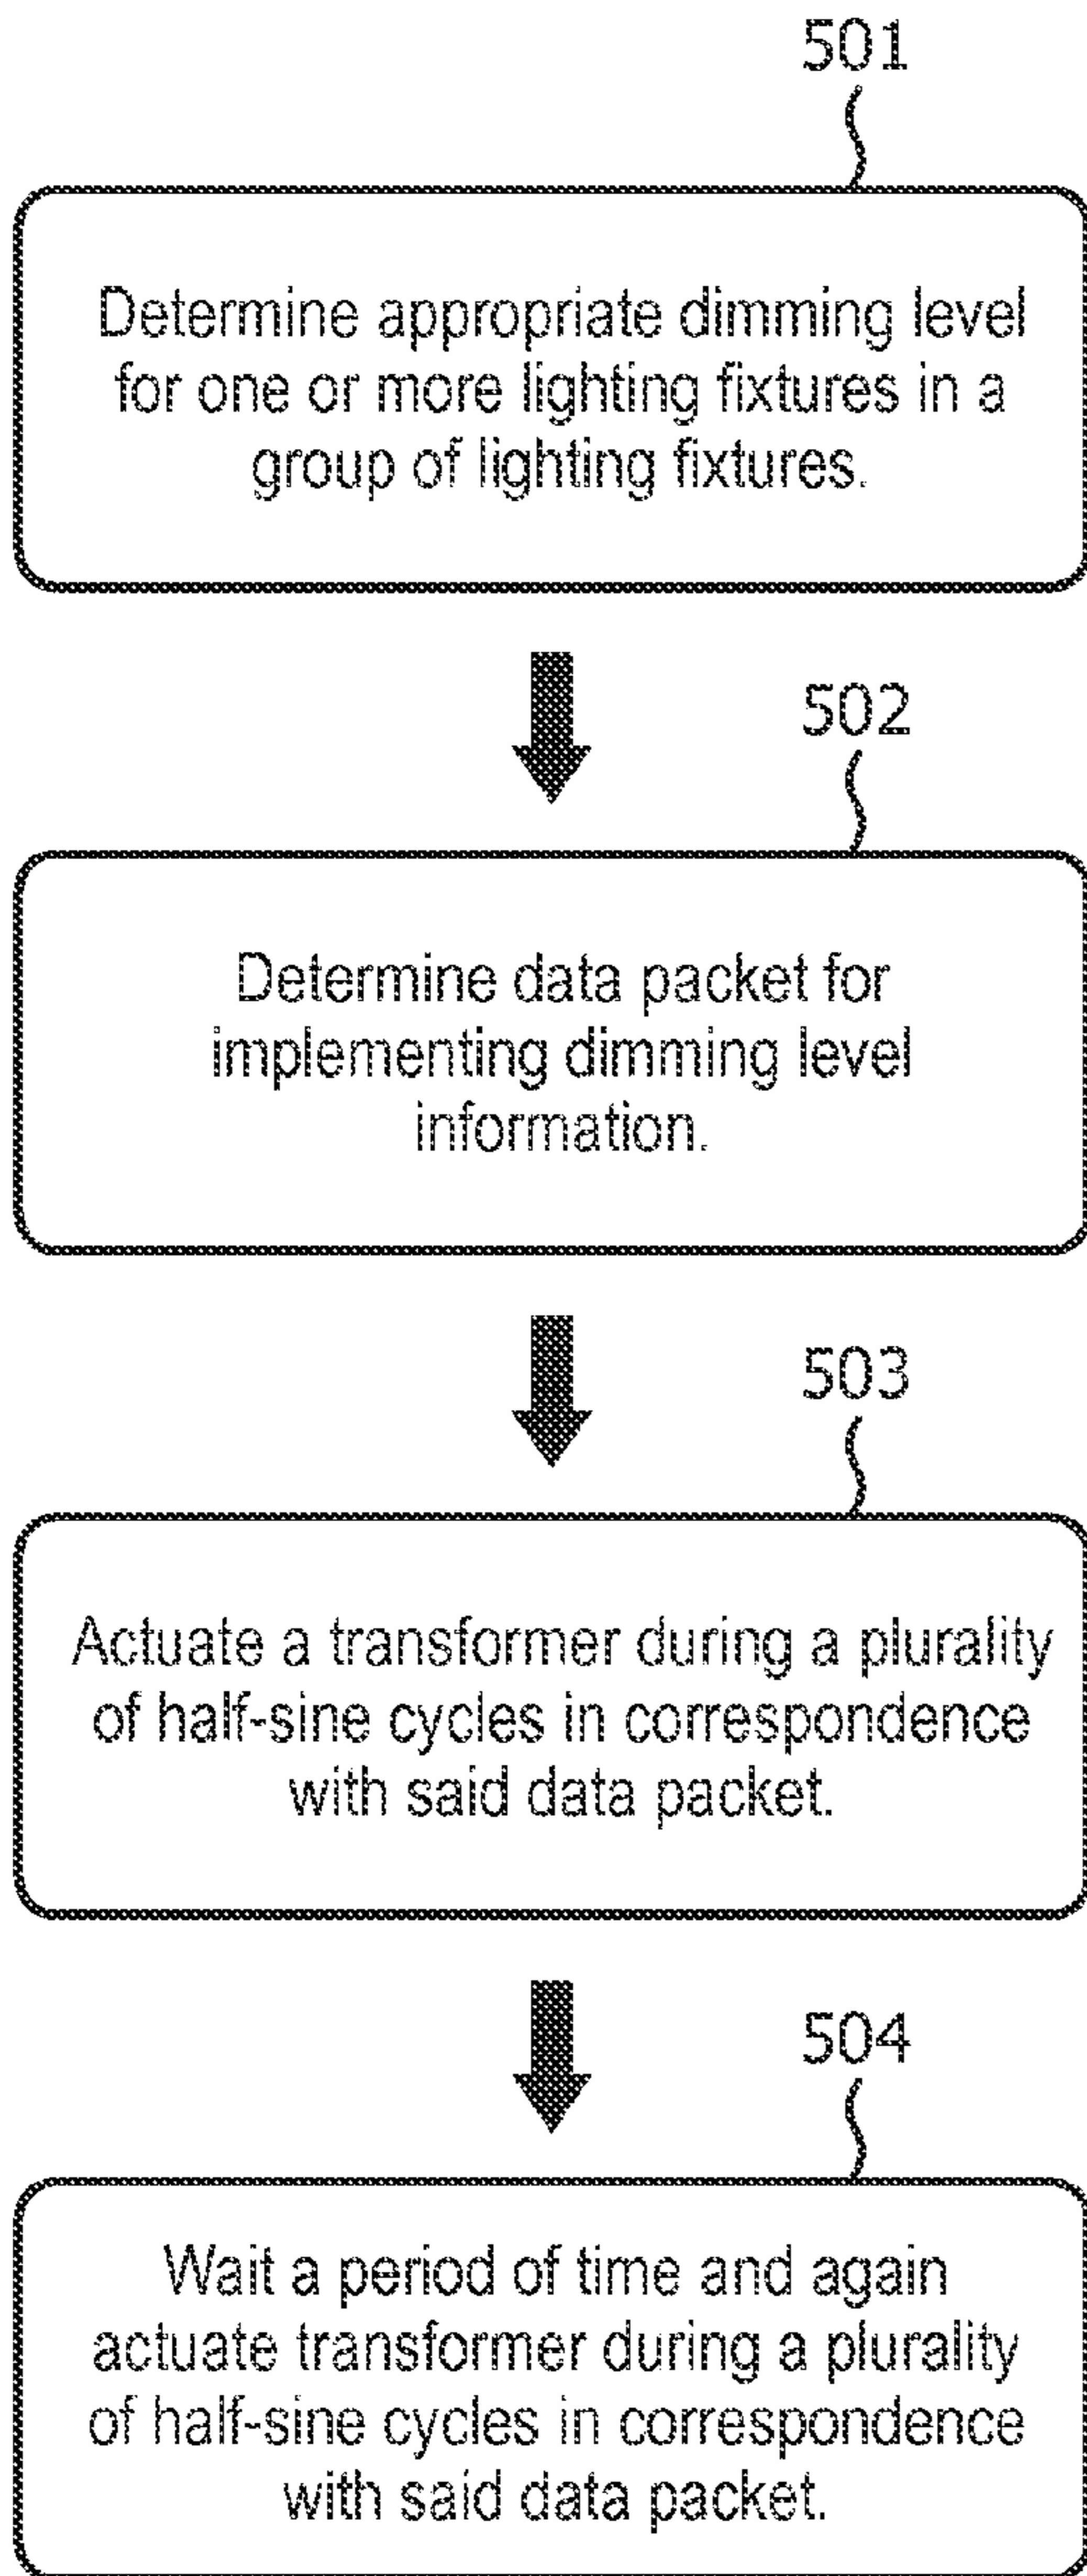 501
Determine appropriate dimming level
for one or more lighting fixtures in a
group of lighting fixtures.
502
Determine data packet for
implementing dimming level
information.
503
Actuate a transformer during a plurality
of half-sine cycles in correspondence
with said data packet.
504
Wait a period of time and again
actuate transformer during a plurality
of half-sine cycles in correspondence
with said data packet.